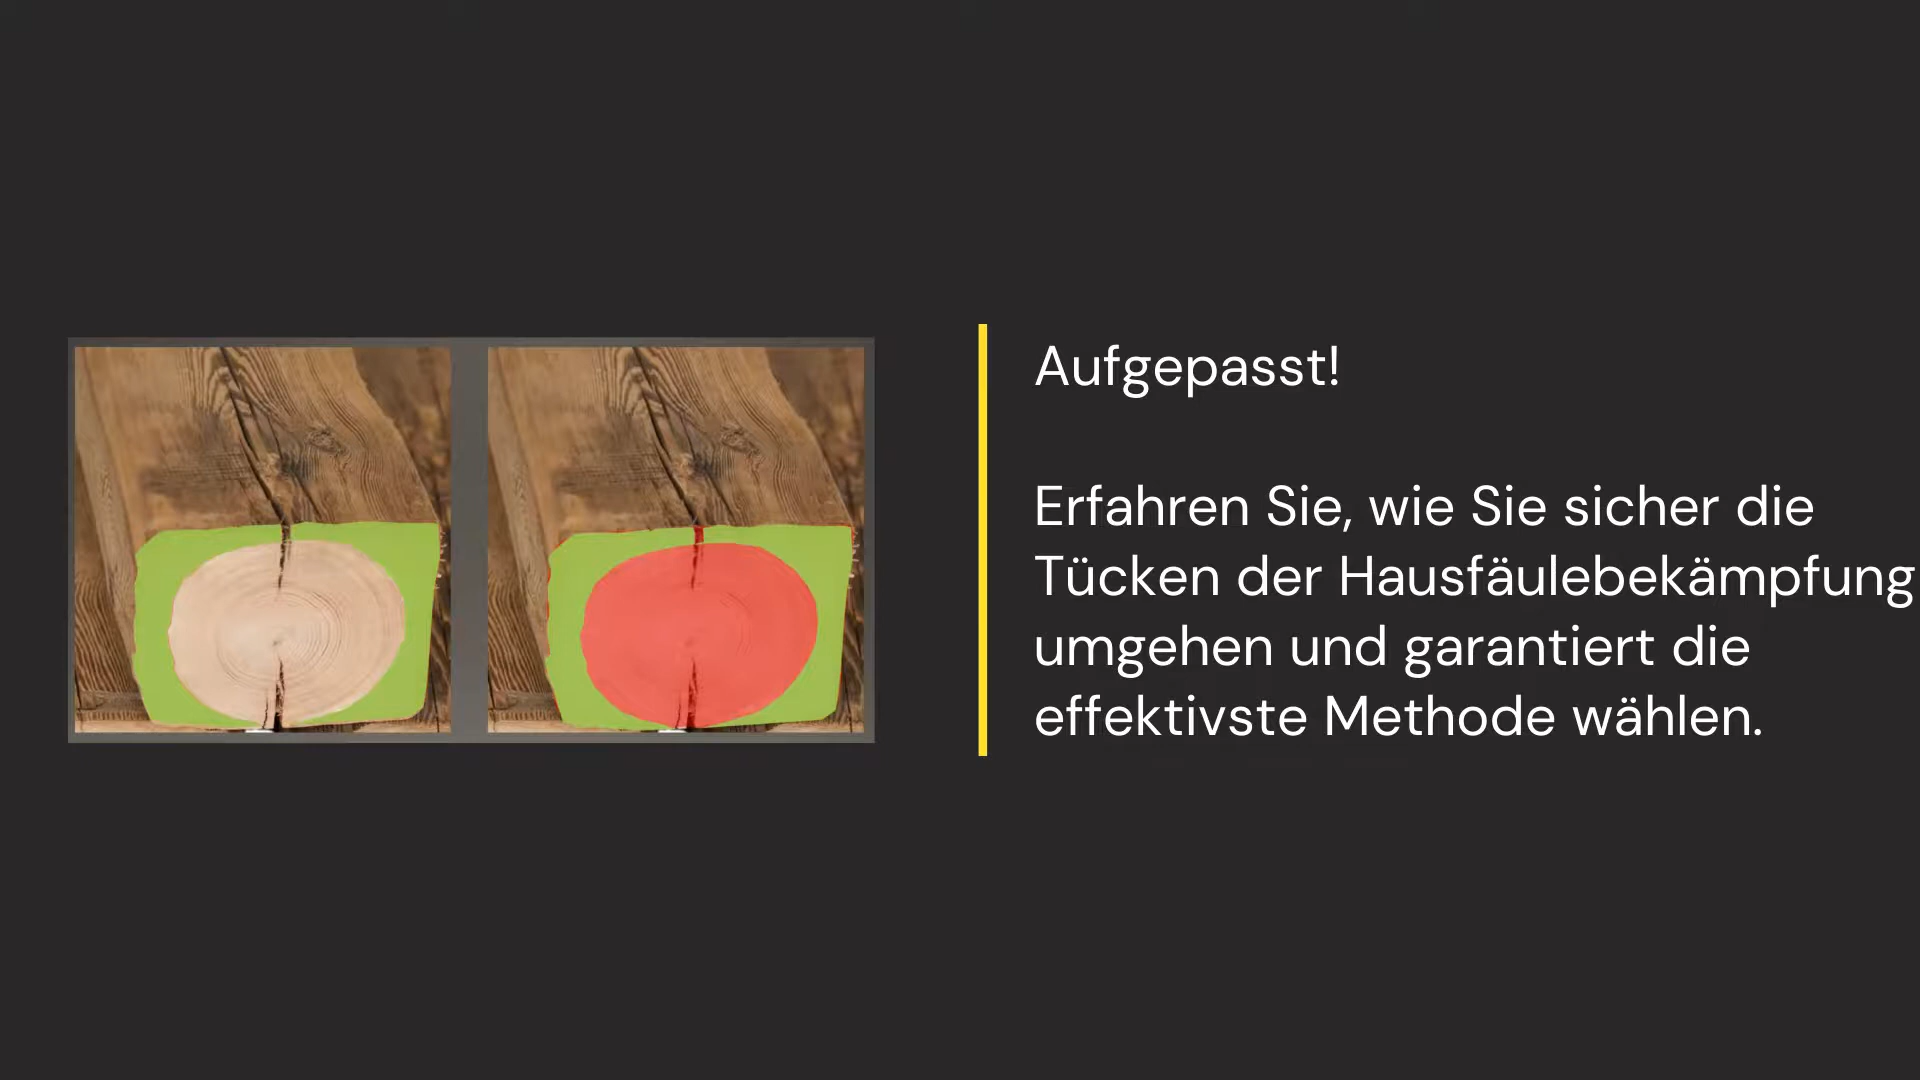 Aufgepasst!
Erfahren Sie, wie Sie sicher die
Tücken der Hausfäulebekämpfung
umgehen und garantiert die
effektivste Methode wählen.